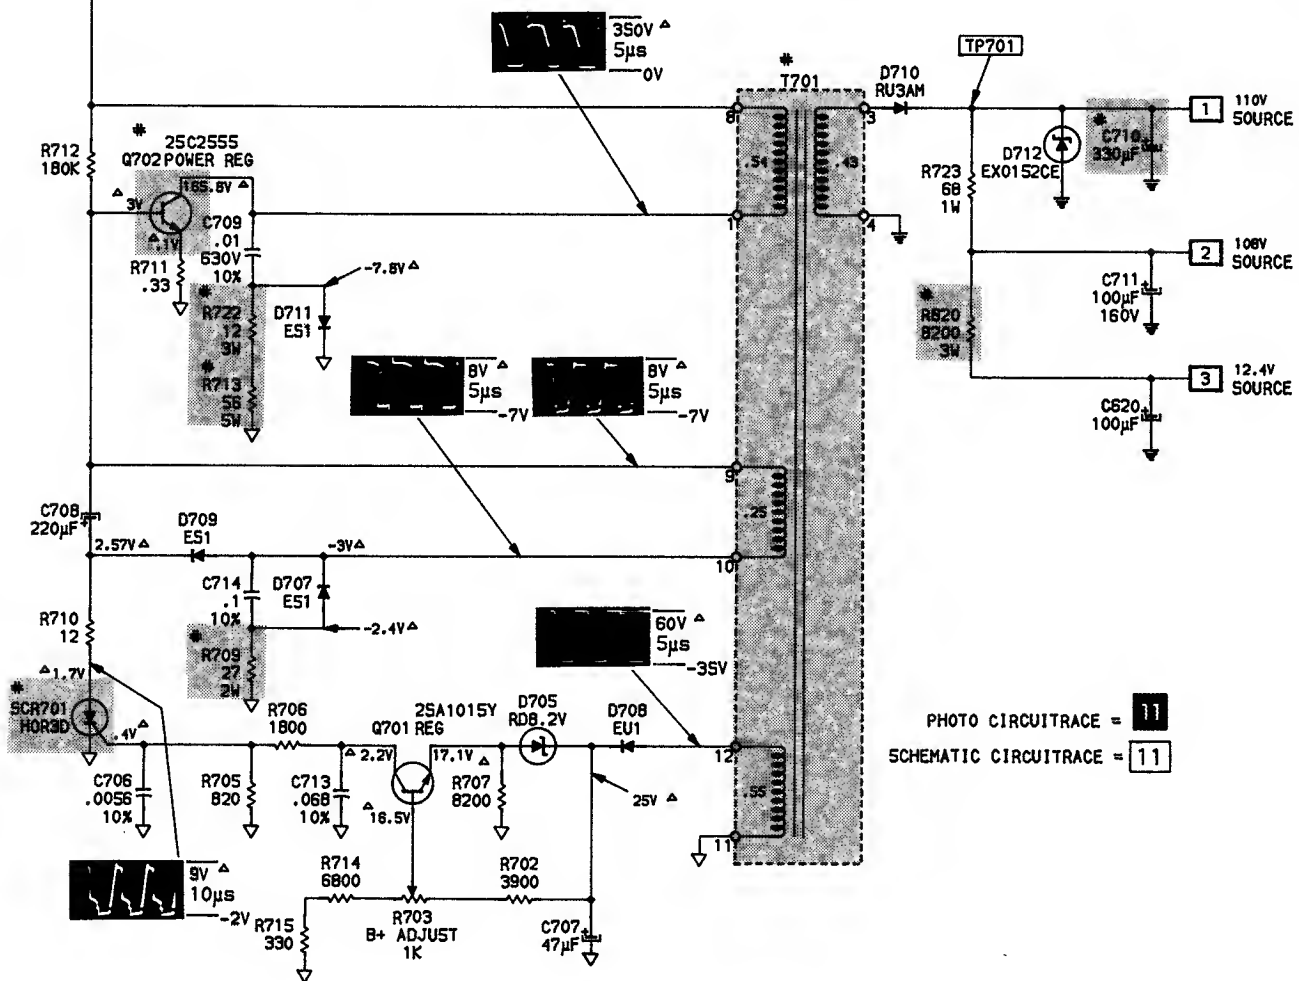 350V △
5µs
0V
*
T701
D710
RU3AM
TP701
1
110V
SOURCE
8
3
.54
.43
1
4
*
2SC2555
Q702 POWER REG
R712
180K
165.8V △
△ 3V
△ 1.1V
R711
.33
C709
.01
630V
10%
-7.8V △
D711
ES1
*
R722
12
3W
*
R713
56
5W
D712
EX0152CE
*
C710
330µF
+
R723
68
1W
2
108V
SOURCE
C711
100µF
160V
+
*
R820
8200
3W
3
12.4V
SOURCE
C620
100µF
+
8V △
5µs
-7V
8V △
5µs
-7V
9
.25
10
C708
220µF
+
2.57V △
D709
ES1
-3V △
C714
.1
10%
D707
ES1
-2.4V △
*
R709
27
2W
R710
12
△ 1.7V
*
SCR701
HOR3D
.4V △
60V △
5µs
-35V
R706
1800
Q701
2SA1015Y
REG
D705
RD8.2V
D708
EU1
12
.55
11
△ 2.2V
17.1V △
△ 16.5V
25V △
C706
.0056
10%
R705
820
C713
.068
10%
R707
8200
9V △
10µs
-2V
R714
6800
R702
3900
R715
330
R703
B+ ADJUST
1K
C707
47µF
+
PHOTO CIRCUITRACE = 11
SCHEMATIC CIRCUITRACE = 11